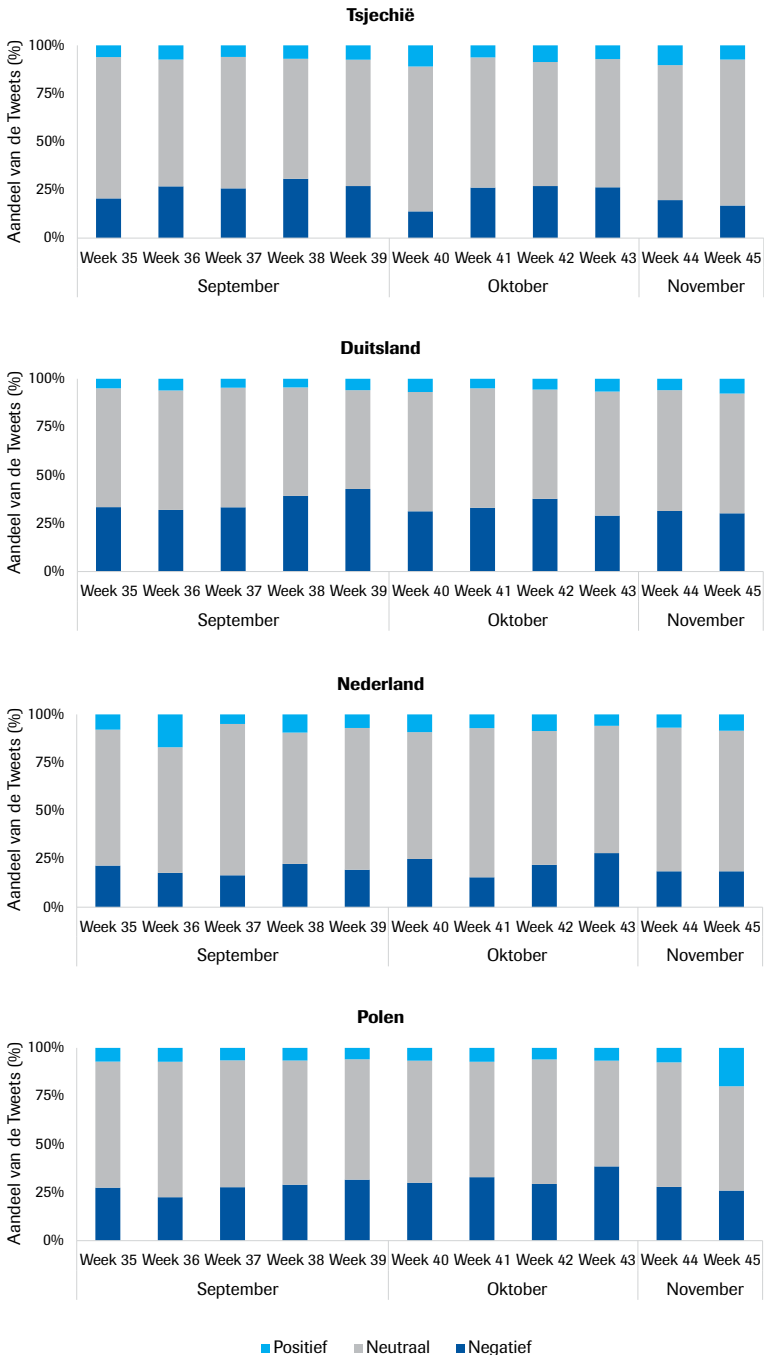 Tsjechië
Aandeel van de Tweets (%)
100%
75%
50%
25%
0%
Week 35 Week 36 Week 37 Week 38 Week 39 Week 40 Week 41 Week 42 Week 43 Week 44 Week 45
September Oktober November
Duitsland
Aandeel van de Tweets (%)
100%
75%
50%
25%
0%
Week 35 Week 36 Week 37 Week 38 Week 39 Week 40 Week 41 Week 42 Week 43 Week 44 Week 45
September Oktober November
Nederland
Aandeel van de Tweets (%)
100%
75%
50%
25%
0%
Week 35 Week 36 Week 37 Week 38 Week 39 Week 40 Week 41 Week 42 Week 43 Week 44 Week 45
September Oktober November
Polen
Aandeel van de Tweets (%)
100%
75%
50%
25%
0%
Week 35 Week 36 Week 37 Week 38 Week 39 Week 40 Week 41 Week 42 Week 43 Week 44 Week 45
September Oktober November
Positief Neutraal Negatief